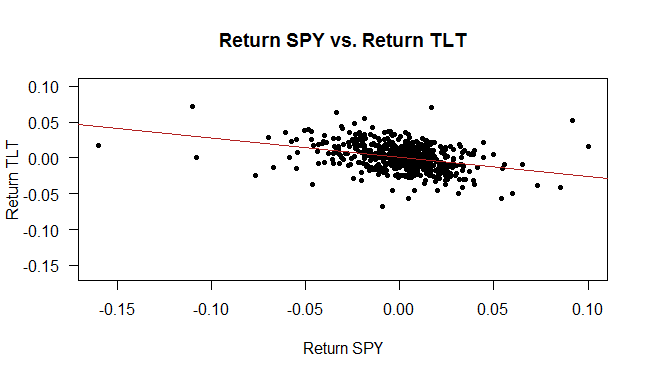 Return SPY vs. Return TLT
0.10
0.05
0.00
-0.05
-0.10
-0.15
Return TLT
-0.15 -0.10 -0.05 0.00 0.05 0.10
Return SPY